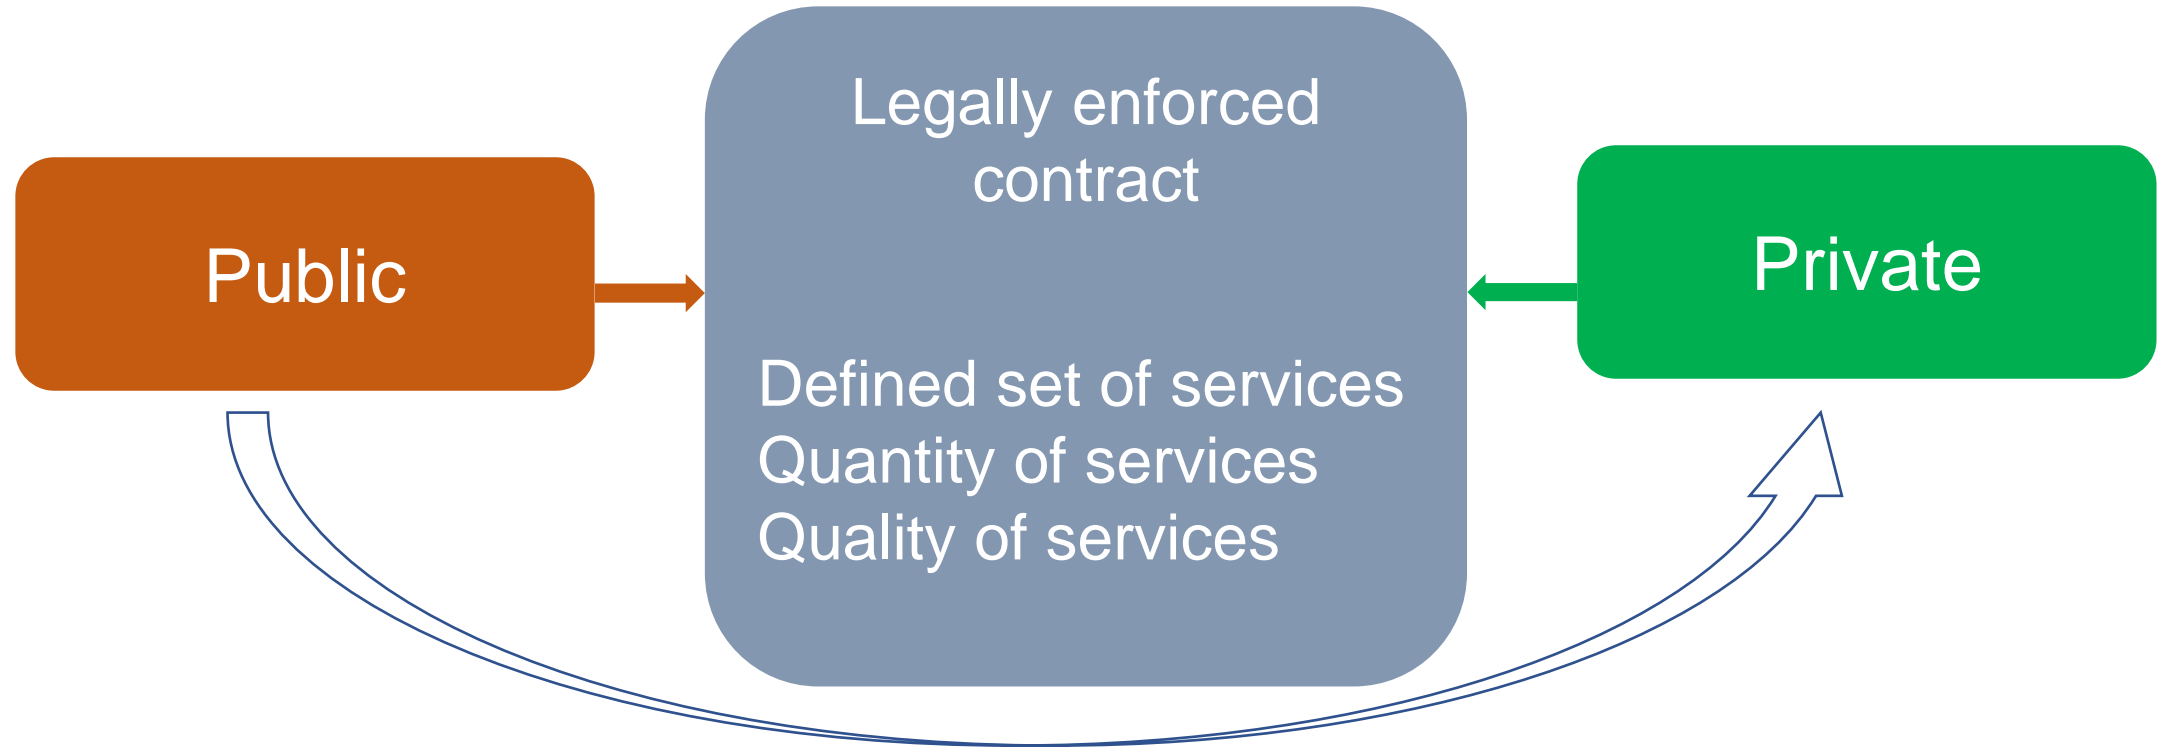 Legally enforced
contract
Public
Private
Defined set of services
Quantity of services
Quality of services